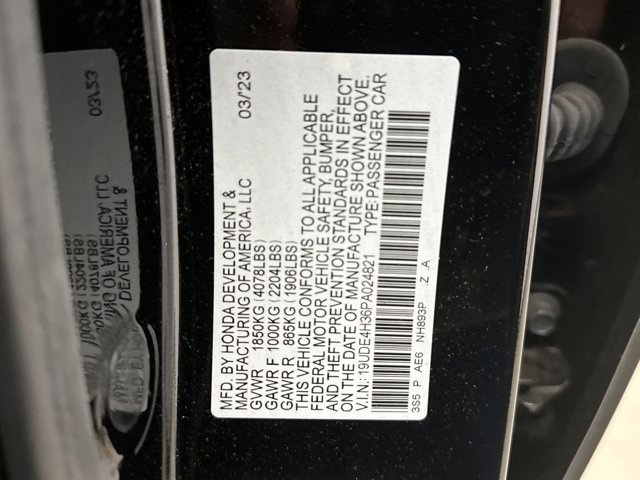 MFD. BY HONDA DEVELOPMENT & 03/'23
MANUFACTURING OF AMERICA, LLC
GVWR 1850KG (4078LBS)
GAWR F 1000KG (2204LBS)
GAWR R 865KG (1906LBS)
THIS VEHICLE CONFORMS TO ALL APPLICABLE
FEDERAL MOTOR VEHICLE SAFETY, BUMPER,
AND THEFT PREVENTION STANDARDS IN EFFECT
ON THE DATE OF MANUFACTURE SHOWN ABOVE.
V.I.N.:19UDE4H36PA024821 TYPE:PASSENGER CAR
3S5 P AE6 NH893P Z A